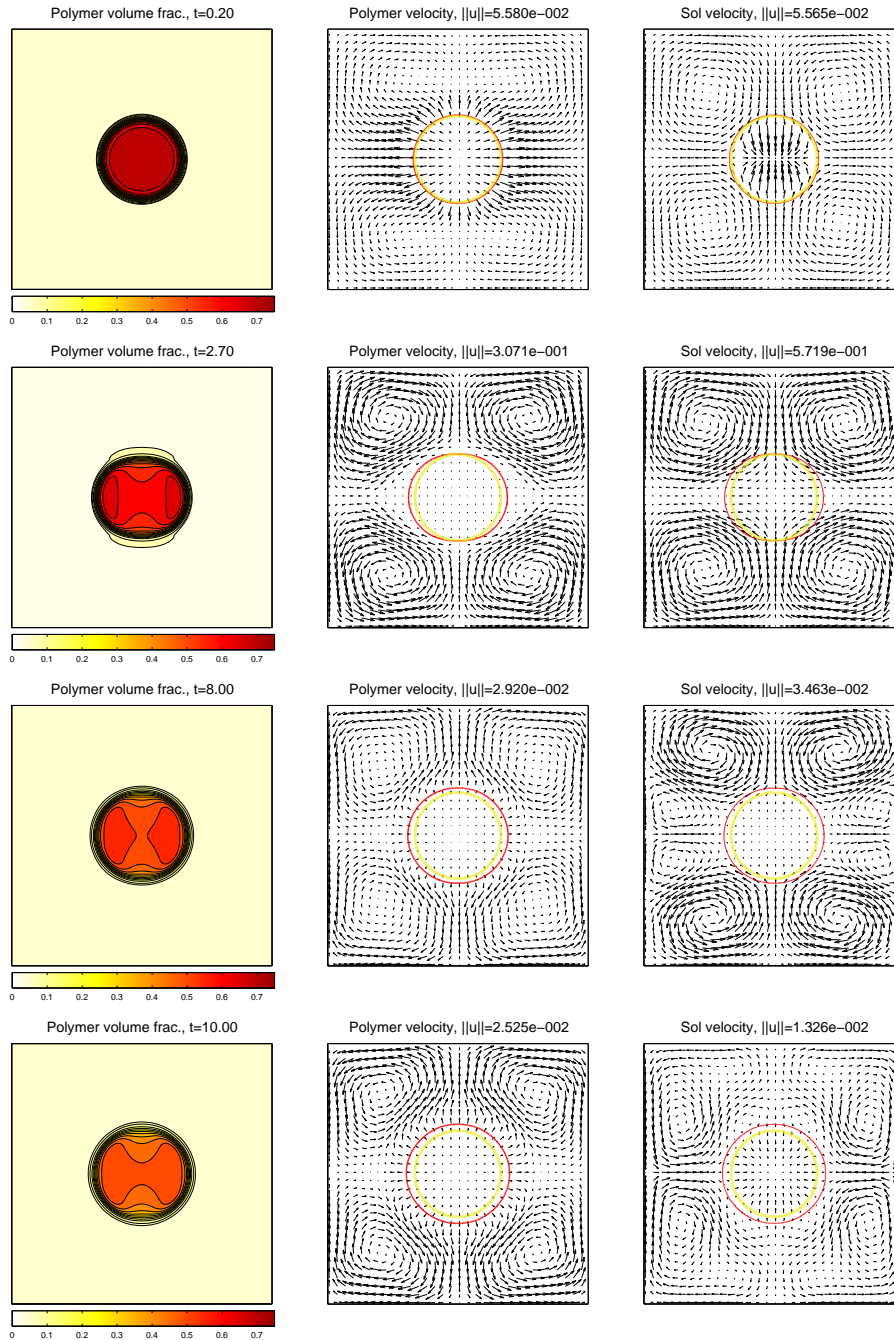 Polymer volume frac., t=0.20
Polymer velocity, ||u||=5.580e−002
Sol velocity, ||u||=5.565e−002
0 0.1 0.2 0.3 0.4 0.5 0.6 0.7
Polymer volume frac., t=2.70
Polymer velocity, ||u||=3.071e−001
Sol velocity, ||u||=5.719e−001
0 0.1 0.2 0.3 0.4 0.5 0.6 0.7
Polymer volume frac., t=8.00
Polymer velocity, ||u||=2.920e−002
Sol velocity, ||u||=3.463e−002
0 0.1 0.2 0.3 0.4 0.5 0.6 0.7
Polymer volume frac., t=10.00
Polymer velocity, ||u||=2.525e−002
Sol velocity, ||u||=1.326e−002
0 0.1 0.2 0.3 0.4 0.5 0.6 0.7